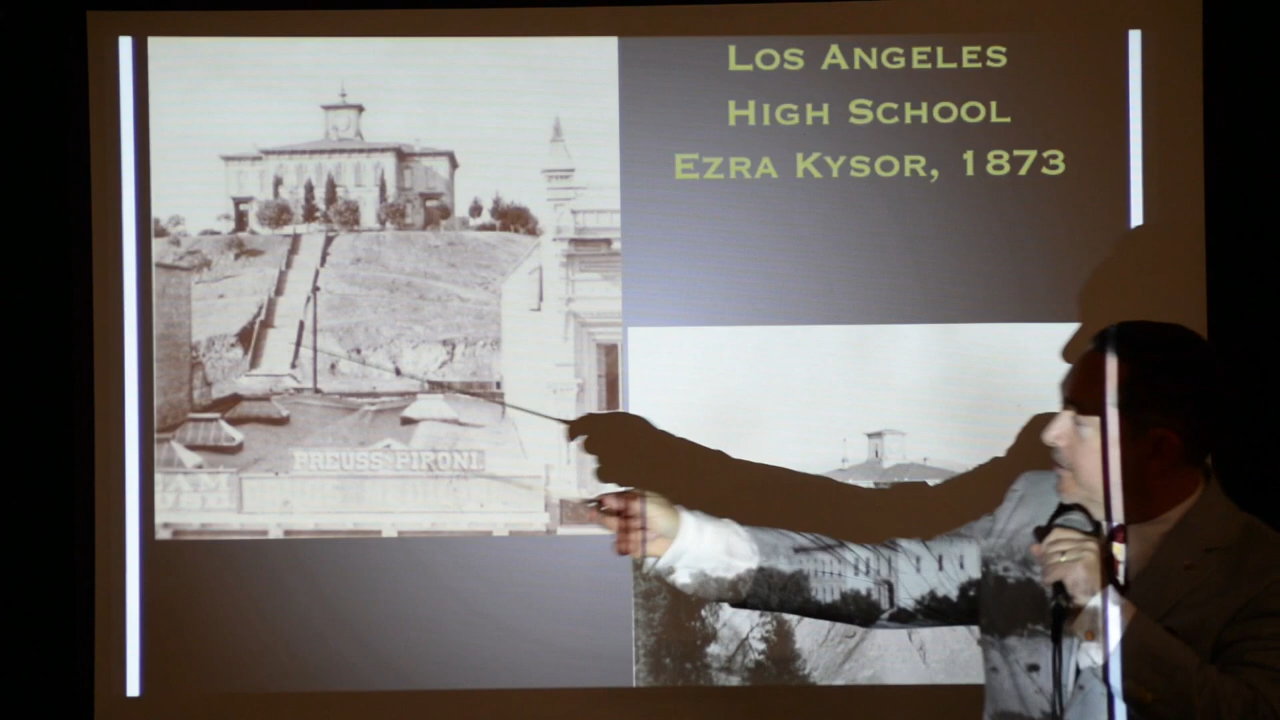 LOS ANGELES
HIGH SCHOOL
EZRA KYSOR, 1873
PREUSS & PIRONI.